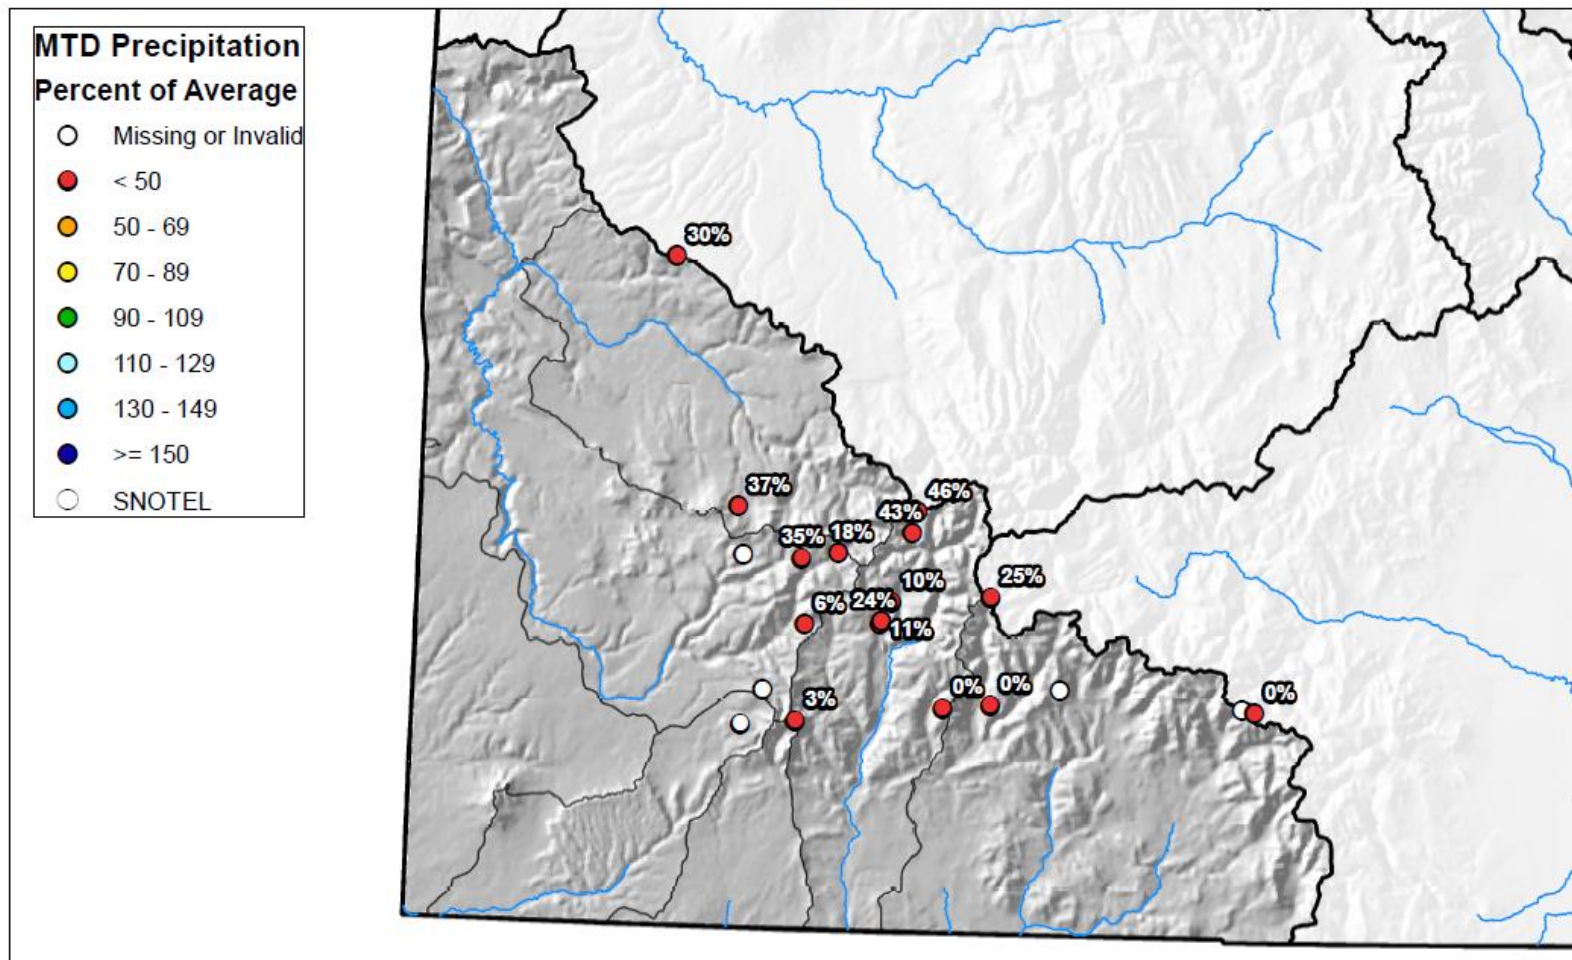 MTD Precipitation
Percent of Average
Missing or Invalid
< 50
50 - 69
70 - 89
90 - 109
110 - 129
130 - 149
>= 150
SNOTEL
30%
37%
46%
43%
35%
18%
10%
25%
6%
24%
11%
3%
0%
0%
0%